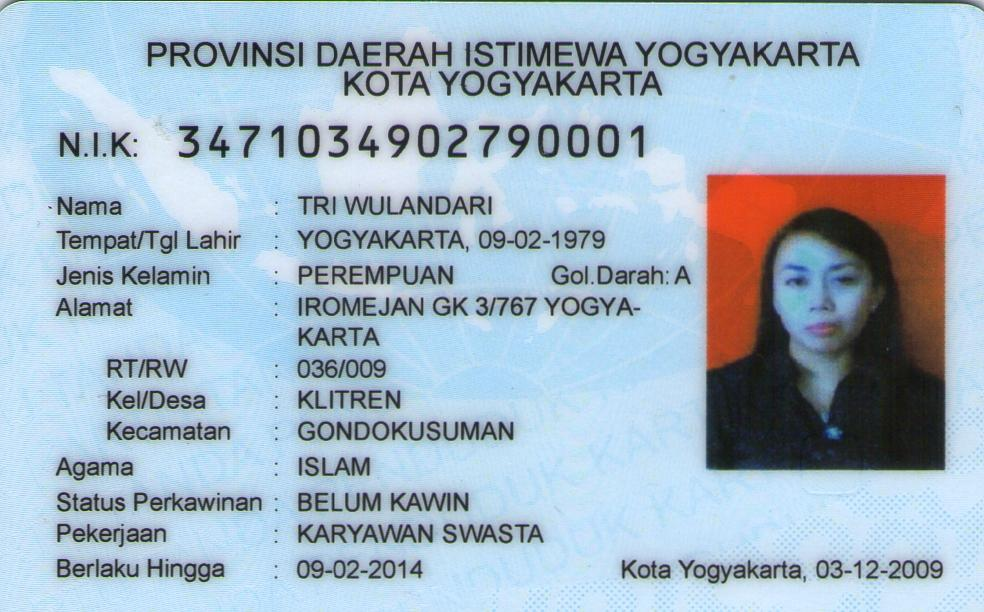 PROVINSI DAERAH ISTIMEWA YOGYAKARTA
KOTA YOGYAKARTA
N.I.K: 3471034902790001
Nama : TRI WULANDARI
Tempat/Tgl Lahir : YOGYAKARTA, 09-02-1979
Jenis Kelamin : PEREMPUAN Gol.Darah: A
Alamat : IROMEJAN GK 3/767 YOGYA-
KARTA
RT/RW : 036/009
Kel/Desa : KLITREN
Kecamatan : GONDOKUSUMAN
Agama : ISLAM
Status Perkawinan : BELUM KAWIN
Pekerjaan : KARYAWAN SWASTA
Berlaku Hingga : 09-02-2014
Kota Yogyakarta, 03-12-2009